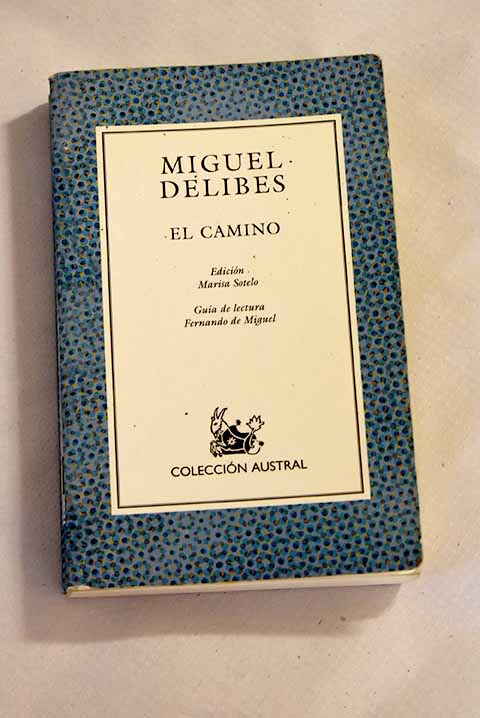 MIGUEL
DELIBES
EL CAMINO
Edición
Marisa Sotelo
Guía de lectura
Fernando de Miguel
COLECCIÓN AUSTRAL